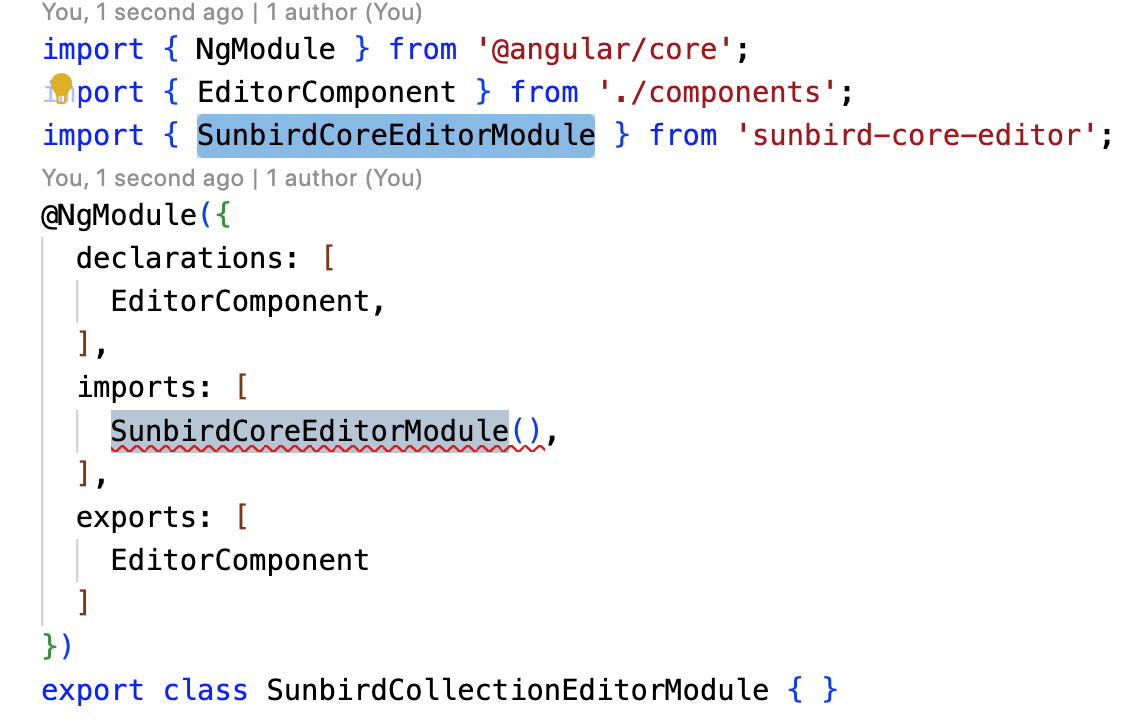 You, 1 second ago | 1 author (You)
import { NgModule } from '@angular/core';
import { EditorComponent } from './components';
import { SunbirdCoreEditorModule } from 'sunbird-core-editor';
You, 1 second ago | 1 author (You)
@NgModule({
  declarations: [
    EditorComponent,
  ],
  imports: [
    SunbirdCoreEditorModule(),
  ],
  exports: [
    EditorComponent
  ]
})
export class SunbirdCollectionEditorModule { }